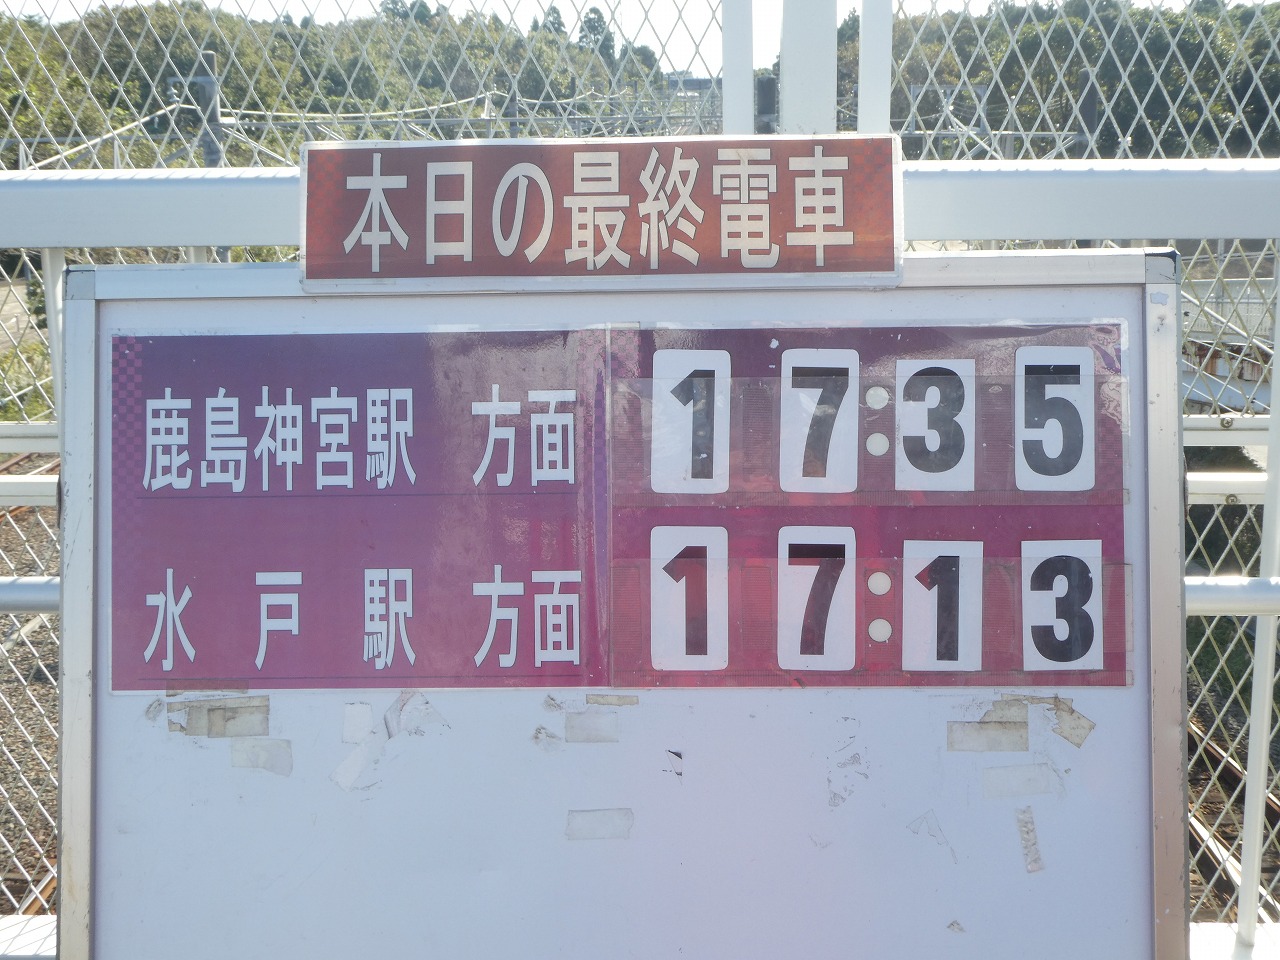 本日の最終電車
鹿島神宮駅 方面 17:35
水戸駅 方面 17:13